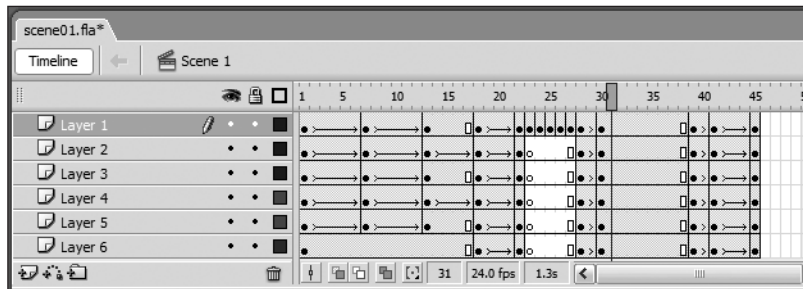 scene01.fla*
Timeline Scene 1
1 5 10 15 20 25 30 35 40 45
Layer 1
Layer 2
Layer 3
Layer 4
Layer 5
Layer 6
31 24.0 fps 1.3s